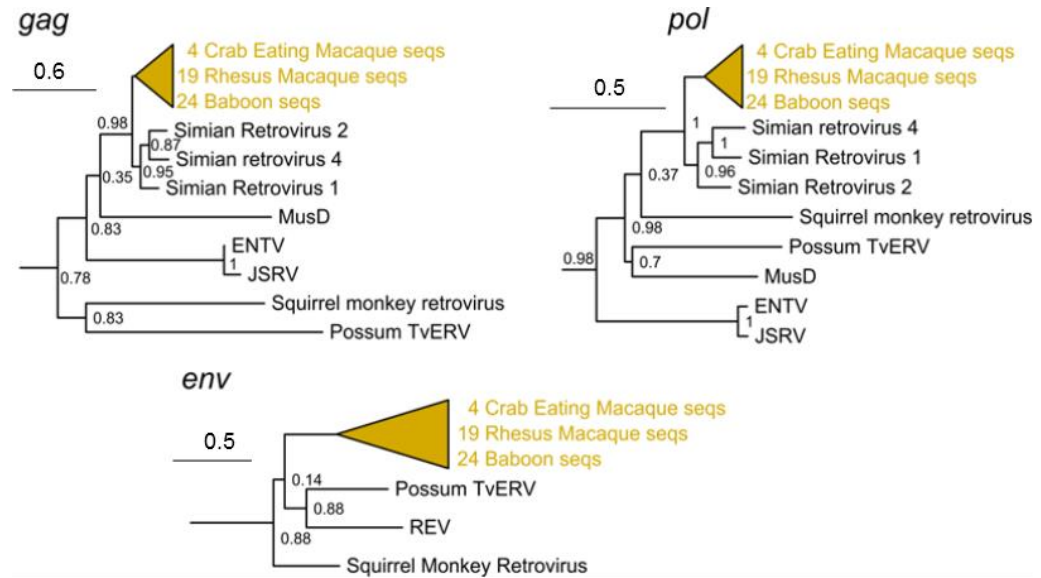 gag
0.6
4 Crab Eating Macaque seqs
19 Rhesus Macaque seqs
24 Baboon seqs
0.98
Simian Retrovirus 2
0.87
Simian retrovirus 4
0.95
0.35
Simian Retrovirus 1
MusD
0.83
ENTV
1
JSRV
0.78
Squirrel monkey retrovirus
0.83
Possum TvERV
pol
0.5
4 Crab Eating Macaque seqs
19 Rhesus Macaque seqs
24 Baboon seqs
1
Simian retrovirus 4
1
Simian Retrovirus 1
0.96
0.37
Simian Retrovirus 2
Squirrel monkey retrovirus
0.98
Possum TvERV
0.7
0.98
MusD
ENTV
1
JSRV
env
0.5
4 Crab Eating Macaque seqs
19 Rhesus Macaque seqs
24 Baboon seqs
0.14
Possum TvERV
0.88
REV
0.88
Squirrel Monkey Retrovirus